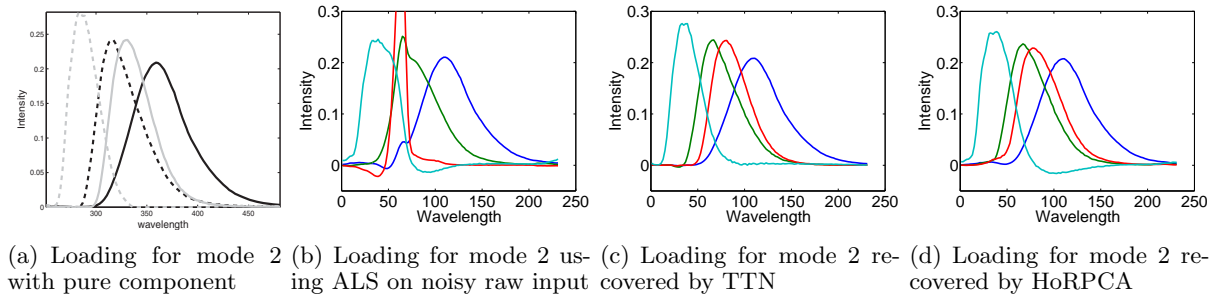 0.25
0.2
0.15
0.1
0.05
0
Intensity
300 350 400 450
wavelength
0.3
0.2
0.1
0
Intensity
0 50 100 150 200 250
Wavelength
0.3
0.2
0.1
0
Intensity
0 50 100 150 200 250
Wavelength
0.3
0.2
0.1
0
Intensity
0 50 100 150 200 250
Wavelength
(a) Loading for mode 2
with pure component
(b) Loading for mode 2 us-
ing ALS on noisy raw input
(c) Loading for mode 2 re-
covered by TTN
(d) Loading for mode 2 re-
covered by HoRPCA